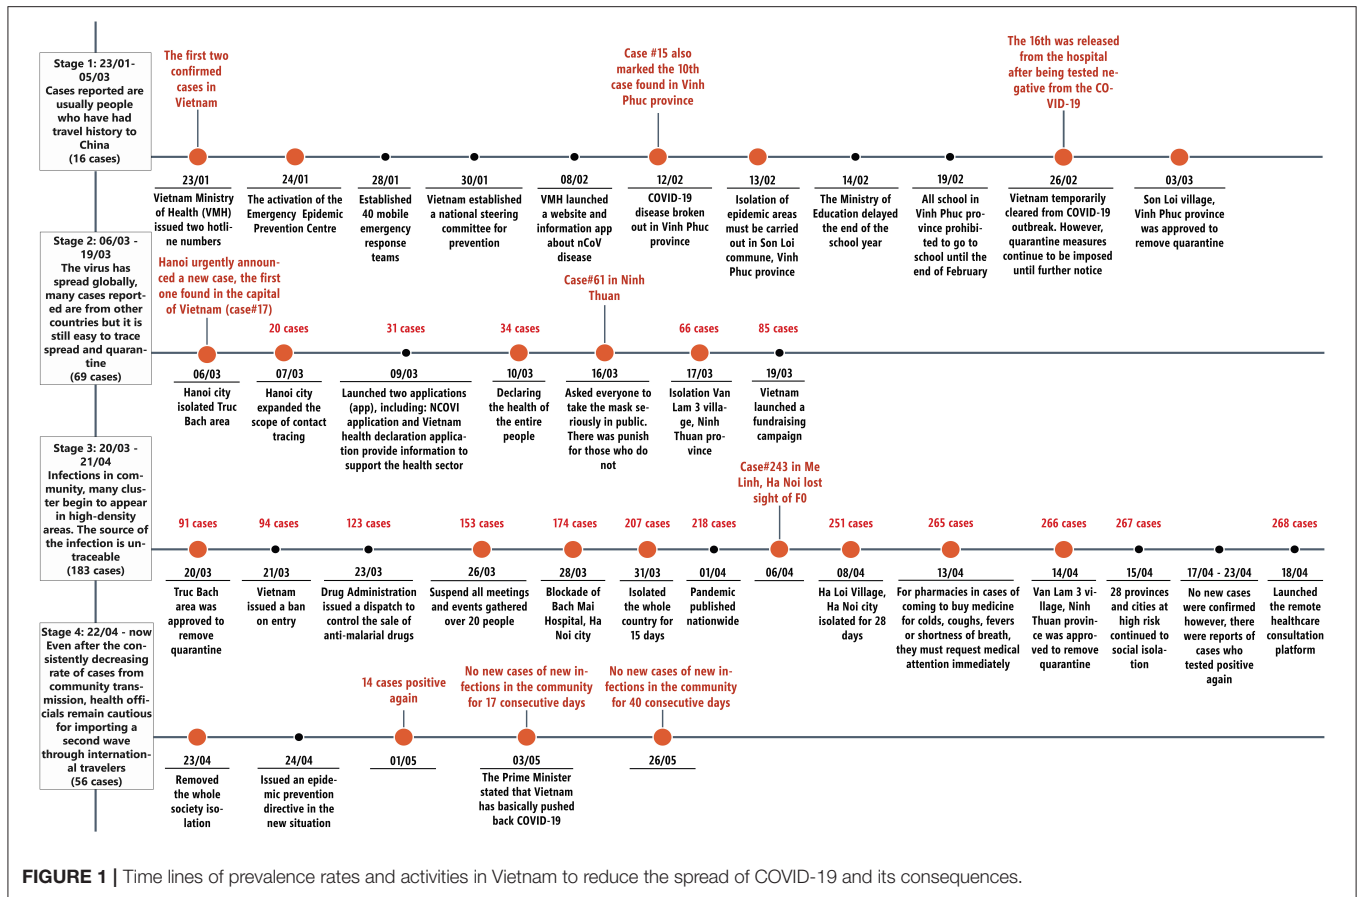 Stage 1: 23/01-
05/03
Cases reported are
usually people
who have had
travel history to
China
(16 cases)
The first two
confirmed
cases in
Vietnam
Case #15 also
marked the 10th
case found in Vinh
Phuc province
The 16th was released
from the hospital
after being tested ne-
gative from the CO-
VID-19
23/01
Vietnam Ministry
of Health (VMH)
issued two hotli-
ne numbers
24/01
The activation of the
Emergency Epidemic
Prevention Centre
28/01
Established
40 mobile
emergency
response
teams
30/01
Vietnam established
a national steering
committee for
prevention
08/02
VMH launched
a website and
information app
about nCoV
disease
12/02
COVID-19
disease broken
out in Vinh Phuc
province
13/02
Isolation of
epidemic areas
must be carried
out in Son Loi
commune, Vinh
Phuc province
14/02
The Ministry of
Education delayed
the end of the
school year
19/02
All school in
Vinh Phuc pro-
vince prohibi-
ted to go to
school until the
end of February
26/02
Vietnam temporarily
cleared from COVID-19
outbreak. However,
quarantine measures
continue to be imposed
until further notice
03/03
Son Loi village,
Vinh Phuc province
was approved to
remove quarantine
Stage 2: 06/03 -
19/03
The virus has
spread globally,
many cases report-
ed are from other
countries but it is
still easy to trace
spread and quaran-
tine
(69 cases)
Hanoi urgently announ-
ced a new case, the first
one found in the capital
of Vietnam (case#17)
20 cases
31 cases
34 cases
Case#61 in Ninh
Thuan
66 cases
85 cases
06/03
Hanoi city
isolated Truc
Bach area
07/03
Hanoi city
expanded the
scope of contact
tracing
09/03
Launched two applications
(app), including: NCOVI
application and Vietnam
health declaration applica-
tion provide information to
support the health sector
10/03
Declaring
the health of
the entire
people
16/03
Asked everyone to
take the mask se-
riously in public.
There was punish
for those who do
not
17/03
Isolation Van
Lam 3 villa-
ge, Ninh
Thuan pro-
vince
19/03
Vietnam
launched a
fundraising
campaign
Stage 3: 20/03 -
21/04
Infections in com-
munity, many clus-
ter begin to appear
in high-density
areas. The source of
the infection is un-
traceable
(183 cases)
91 cases
94 cases
123 cases
153 cases
174 cases
207 cases
218 cases
Case#243 in Me
Linh, Ha Noi lost
sight of F0
251 cases
265 cases
266 cases
267 cases
268 cases
20/03
Truc Bach
area was
approved to
remove
quarantine
21/03
Vietnam
issued a ban
on entry
23/03
Drug Administration
issued a dispatch to
control the sale of
anti-malarial drugs
26/03
Suspend all meetings
and events gathered
over 20 people
28/03
Blockade of
Bach Mai
Hospital, Ha
Noi city
31/03
Isolated
the whole
country for
15 days
01/04
Pandemic
published
nationwide
06/04
08/04
Ha Loi Village,
Ha Noi city
isolated for 28
days
13/04
For pharmacies in cases of
coming to buy medicine
for colds, coughs, fevers
or shortness of breath,
they must request medical
attention immediately
14/04
Van Lam 3 vi-
llage, Ninh
Thuan provin-
ce was appro-
ved to remove
quarantine
15/04
28 provinces
and cities at
high risk
continued to
social isola-
tion
17/04 - 23/04
No new cases
were confirmed
however, there
were reports of
cases who
tested positive
again
18/04
Launched
the remote
healthcare
consultation
platform
Stage 4: 22/04 - now
Even after the con-
sistently decreasing
rate of cases from
community trans-
mission, health offi-
cials remain cautious
for importing a
second wave
through internation-
al travelers
(56 cases)
14 cases positive
again
No new cases of new in-
fections in the community
for 17 consecutive days
No new cases of new in-
fections in the community
for 40 consecutive days
23/04
Removed
the whole
society iso-
lation
24/04
Issued an epide-
mic prevention
directive in the
new situation
01/05
03/05
The Prime Minister
stated that Vietnam
has basically pushed
back COVID-19
26/05
FIGURE 1 | Time lines of prevalence rates and activities in Vietnam to reduce the spread of COVID-19 and its consequences.